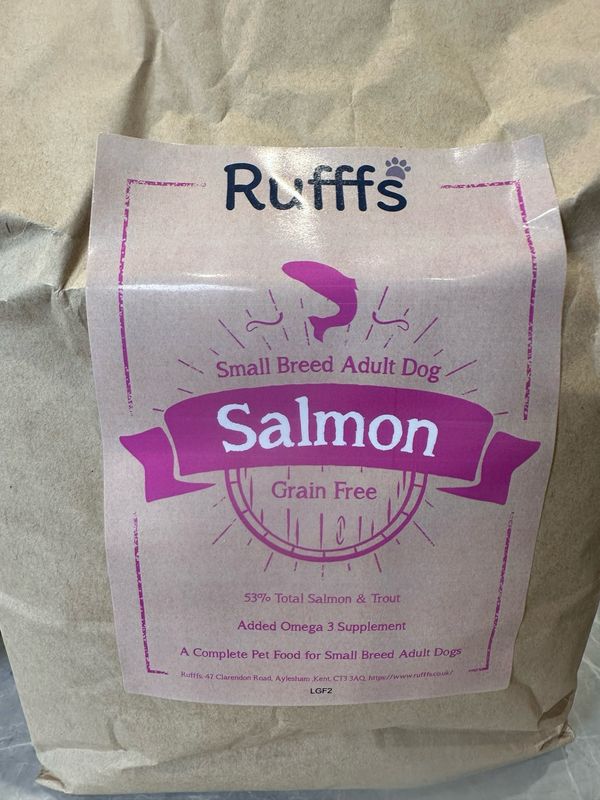 Rufffs
Small Breed Adult Dog
Salmon
Grain Free
53% Total Salmon & Trout
Added Omega 3 Supplement
A Complete Pet Food for Small Breed Adult Dogs
Rufffs, 47 Clarendon Road, Aylesham ,Kent, CT3 3AQ, https://www.rufffs.co.uk/
LGF2